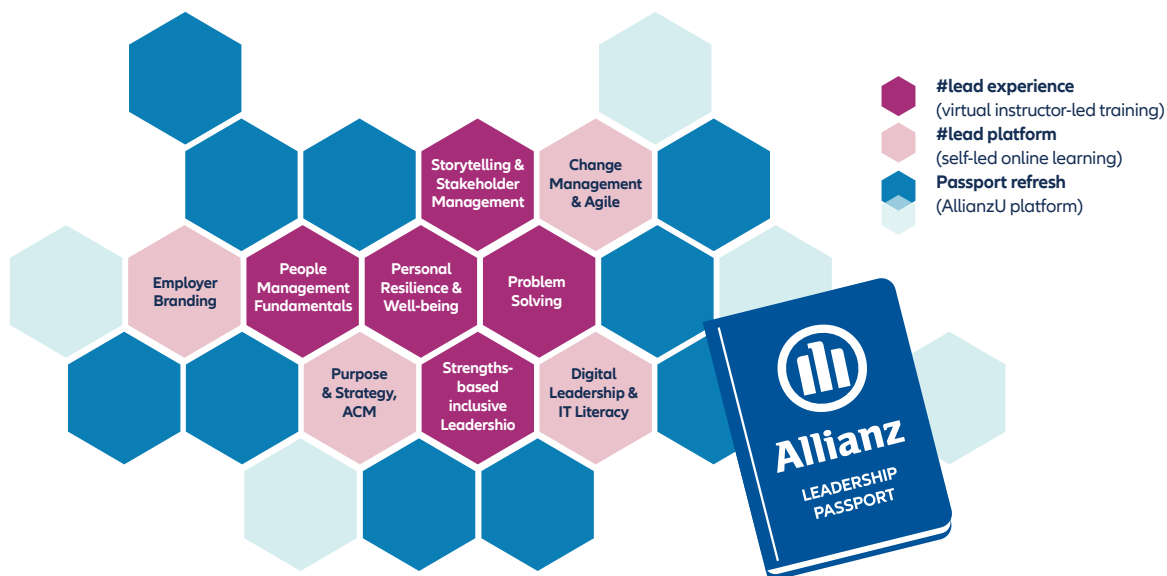 #lead experience
(virtual instructor-led training)
#lead platform
(self-led online learning)
Passport refresh
(AllianzU platform)
Storytelling &
Stakeholder
Management
Change
Management
& Agile
Employer
Branding
People
Management
Fundamentals
Personal
Resilience &
Well-being
Problem
Solving
Purpose
& Strategy,
ACM
Strengths-
based
inclusive
Leadershio
Digital
Leadership &
IT Literacy
Allianz
LEADERSHIP
PASSPORT